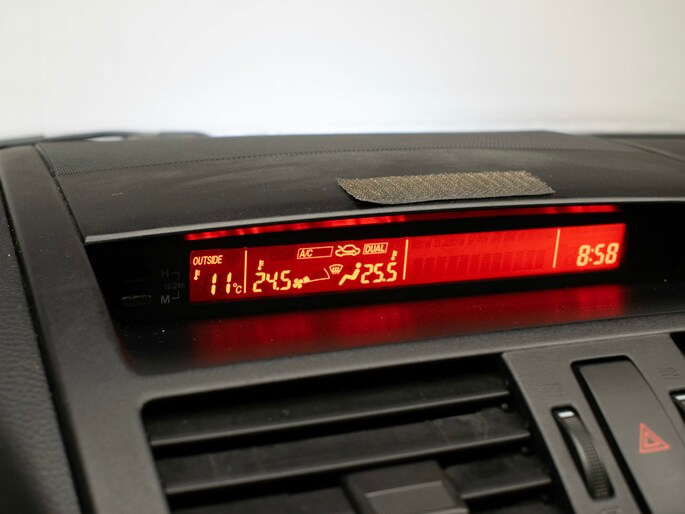 OUTSIDE
11°C
A/C DUAL
24.5
25.5
8:58
H
M